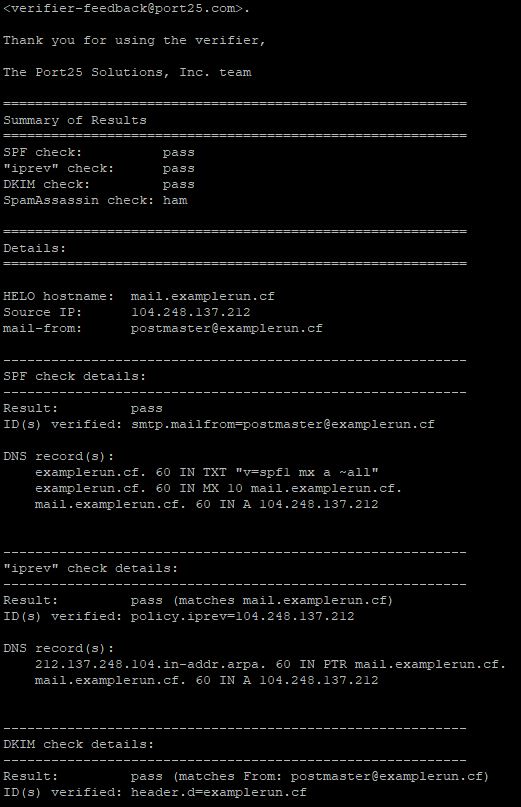 <verifier-feedback@port25.com>.
Thank you for using the verifier,
The Port25 Solutions, Inc. team
==========================================================
Summary of Results
==========================================================
SPF check:          pass
"iprev" check:      pass
DKIM check:         pass
SpamAssassin check: ham
==========================================================
Details:
==========================================================
HELO hostname:  mail.examplerun.cf
Source IP:      104.248.137.212
mail-from:      postmaster@examplerun.cf
----------------------------------------------------------
SPF check details:
----------------------------------------------------------
Result:         pass
ID(s) verified: smtp.mailfrom=postmaster@examplerun.cf
DNS record(s):
    examplerun.cf. 60 IN TXT "v=spf1 mx a ~all"
    examplerun.cf. 60 IN MX 10 mail.examplerun.cf.
    mail.examplerun.cf. 60 IN A 104.248.137.212
----------------------------------------------------------
"iprev" check details:
----------------------------------------------------------
Result:         pass (matches mail.examplerun.cf)
ID(s) verified: policy.iprev=104.248.137.212
DNS record(s):
    212.137.248.104.in-addr.arpa. 60 IN PTR mail.examplerun.cf.
    mail.examplerun.cf. 60 IN A 104.248.137.212
----------------------------------------------------------
DKIM check details:
----------------------------------------------------------
Result:         pass (matches From: postmaster@examplerun.cf)
ID(s) verified: header.d=examplerun.cf